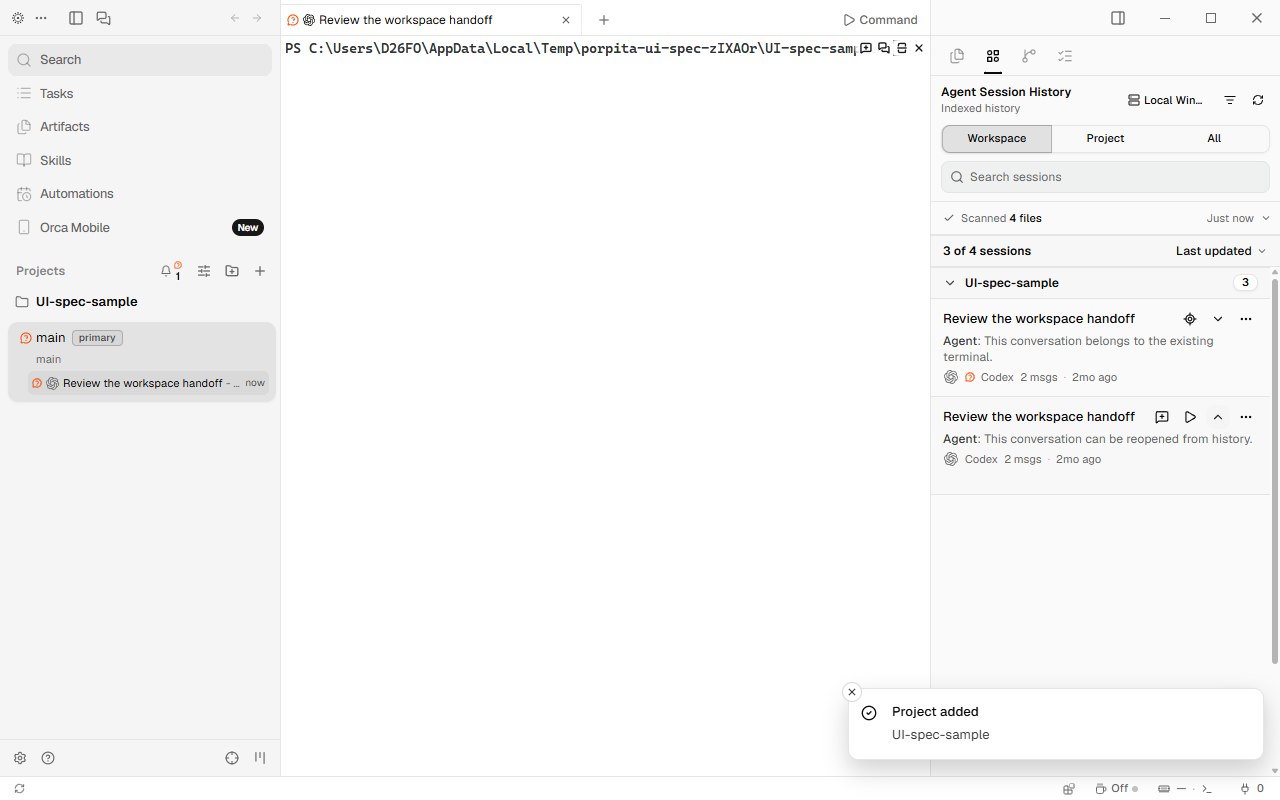 Review the workspace handoff
Command
Search
Tasks
Artifacts
Skills
Automations
Orca Mobile
New
Projects
1
UI-spec-sample
main
primary
main
Review the workspace handoff - ...
now
PS C:\Users\D26FO\AppData\Local\Temp\porpita-ui-spec-zIXAOr\UI-spec-sam
Agent Session History
Indexed history
Local Win...
Workspace
Project
All
Search sessions
Scanned 4 files
Just now
3 of 4 sessions
Last updated
UI-spec-sample
3
Review the workspace handoff
Agent: This conversation belongs to the existing
terminal.
Codex 2 msgs · 2mo ago
Review the workspace handoff
Agent: This conversation can be reopened from history.
Codex 2 msgs · 2mo ago
Project added
UI-spec-sample
Off
0